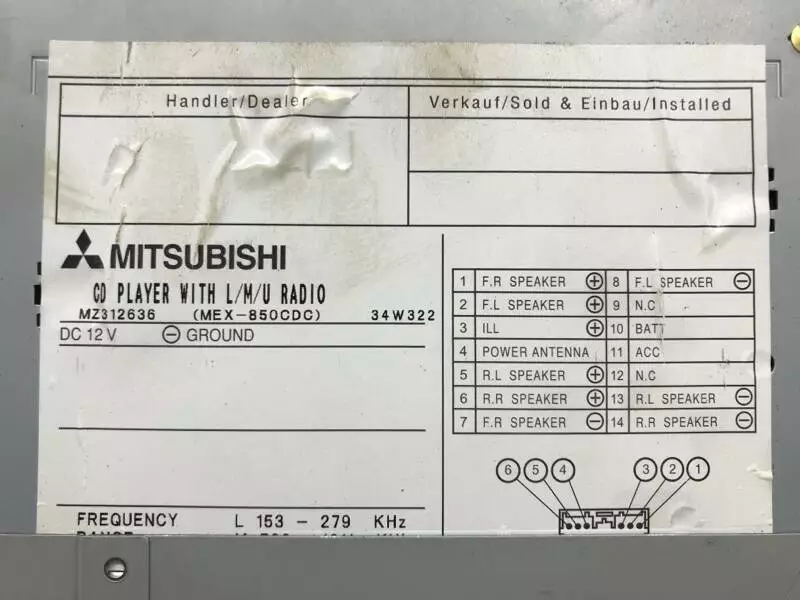 Handler/Dealer
Verkauf/Sold & Einbau/Installed
MITSUBISHI
CD PLAYER WITH L/M/U RADIO
MZ312636 (MEX-850CDC) 34W322
DC 12 V ⊖ GROUND
1 F.R SPEAKER ⊕ 8 F.L SPEAKER ⊖
2 F.L SPEAKER ⊕ 9 N.C
3 ILL ⊕ 10 BATT
4 POWER ANTENNA 11 ACC
5 R.L SPEAKER ⊕ 12 N.C
6 R.R SPEAKER ⊕ 13 R.L SPEAKER ⊖
7 F.R SPEAKER ⊖ 14 R.R SPEAKER ⊖
6 5 4 3 2 1
FREQUENCY L 153 - 279 KHz